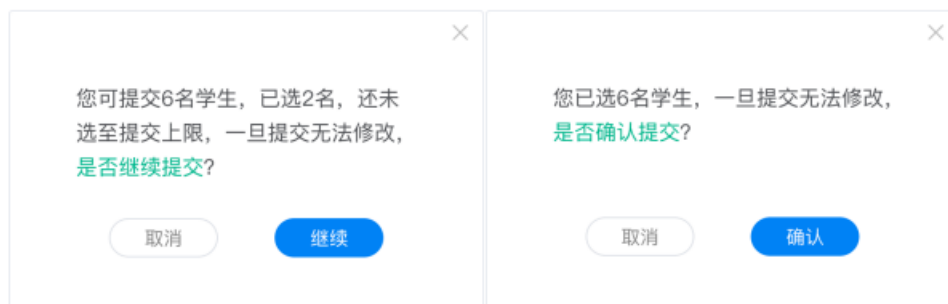 您可提交6名学生，已选2名，还未
选至提交上限，一旦提交无法修改，
是否继续提交?
取消
继续
您已选6名学生，一旦提交无法修改，
是否确认提交?
取消
确认